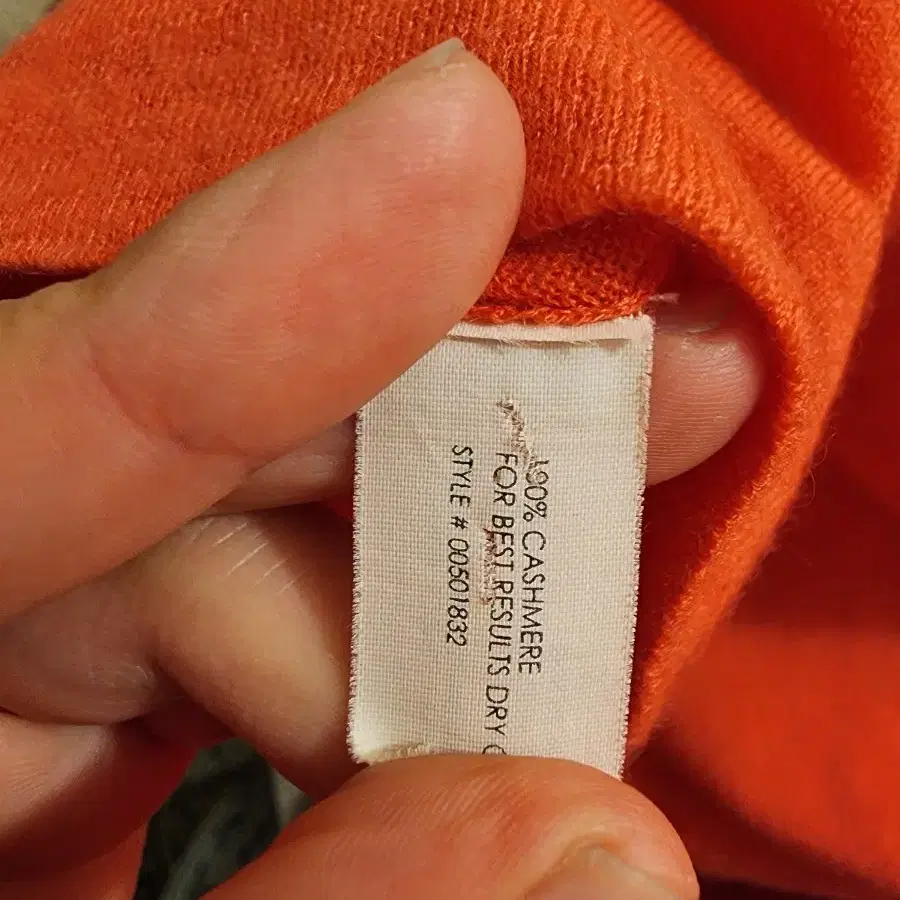 100% CASHMERE
FOR BEST RESULTS DRY
STYLE # 00501832